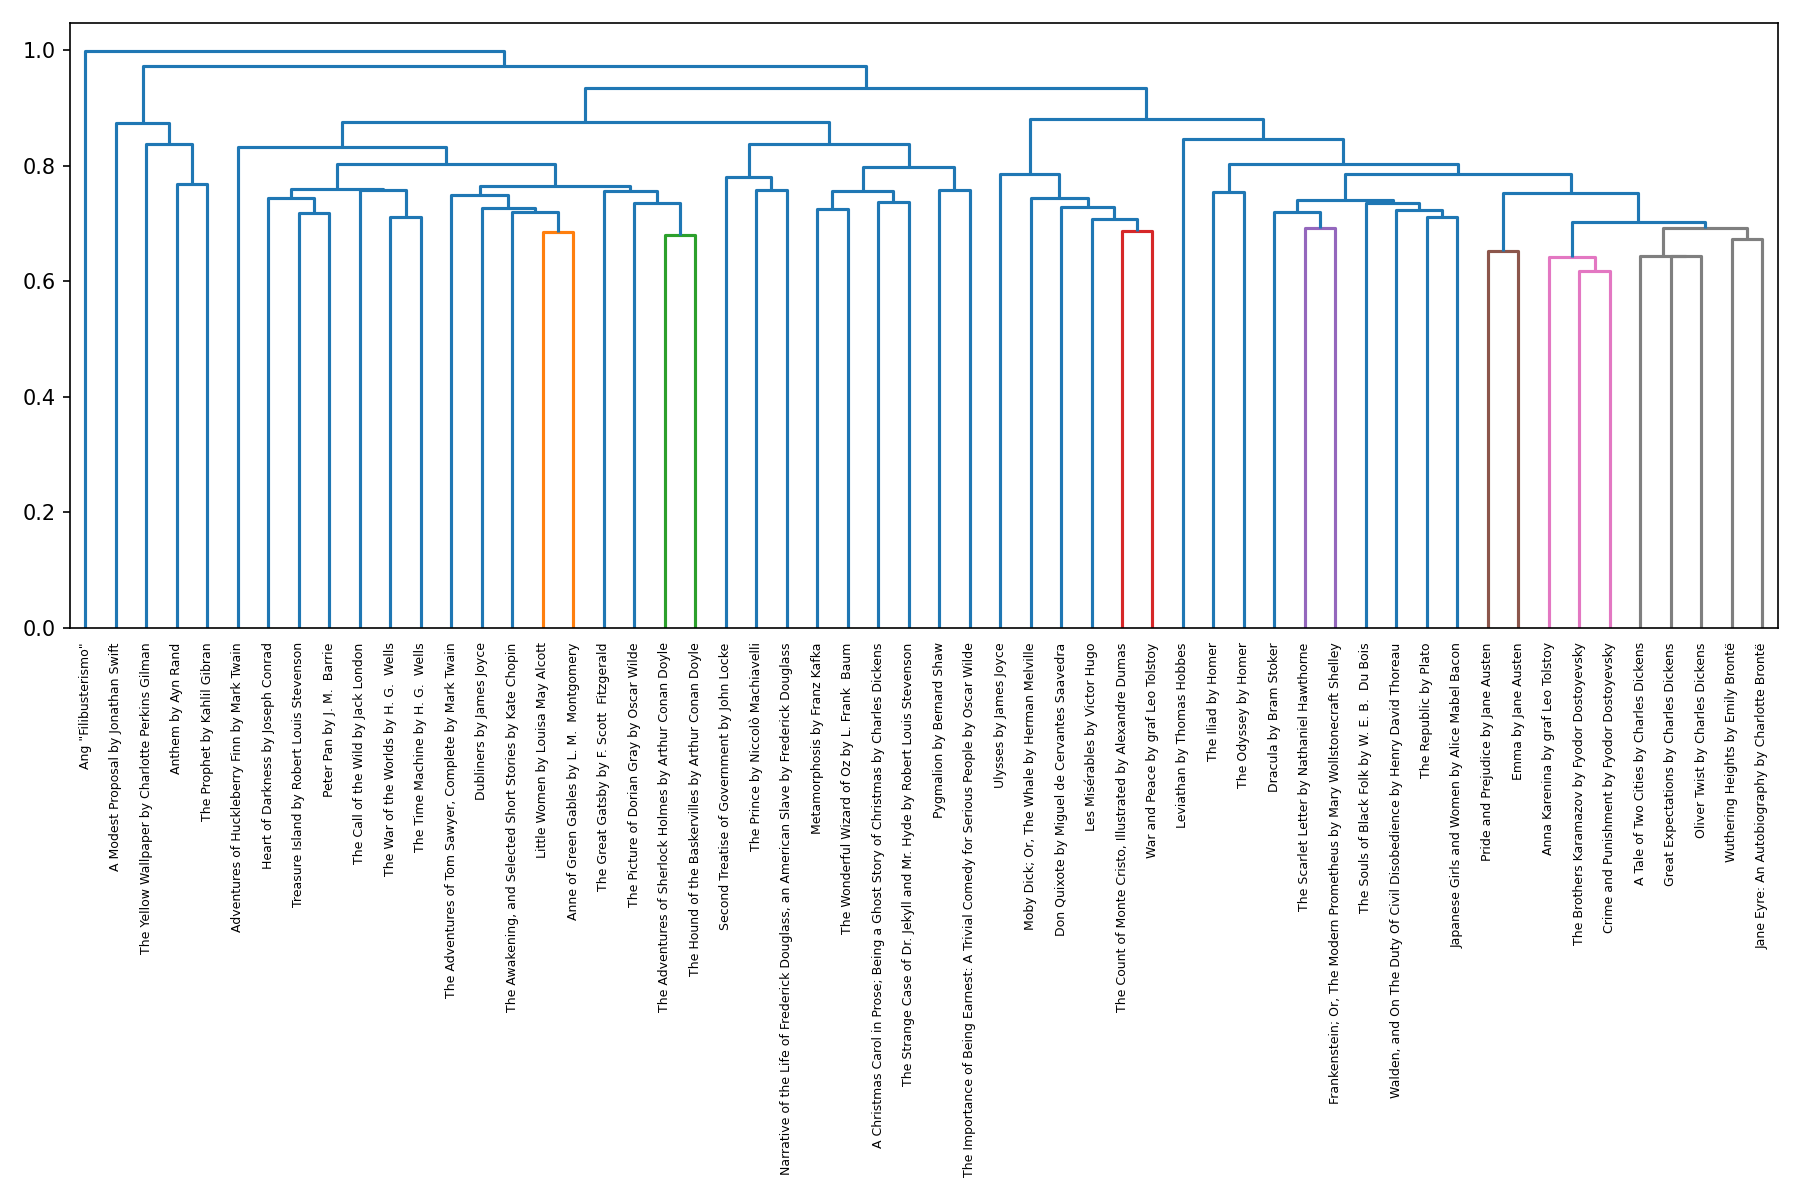 1.0
0.8
0.6
0.4
0.2
0.0
Ang "Filibusterismo"
A Modest Proposal by Jonathan Swift
The Yellow Wallpaper by Charlotte Perkins Gilman
Anthem by Ayn Rand
The Prophet by Kahlil Gibran
Adventures of Huckleberry Finn by Mark Twain
Heart of Darkness by Joseph Conrad
Treasure Island by Robert Louis Stevenson
Peter Pan by J. M. Barrie
The Call of the Wild by Jack London
The War of the Worlds by H. G. Wells
The Time Machine by H. G. Wells
The Adventures of Tom Sawyer, Complete by Mark Twain
Dubliners by James Joyce
The Awakening, and Selected Short Stories by Kate Chopin
Little Women by Louisa May Alcott
Anne of Green Gables by L. M. Montgomery
The Great Gatsby by F. Scott Fitzgerald
The Picture of Dorian Gray by Oscar Wilde
The Adventures of Sherlock Holmes by Arthur Conan Doyle
The Hound of the Baskervilles by Arthur Conan Doyle
Second Treatise of Government by John Locke
The Prince by Niccolò Machiavelli
Narrative of the Life of Frederick Douglass, an American Slave by Frederick Douglass
Metamorphosis by Franz Kafka
The Wonderful Wizard of Oz by L. Frank Baum
A Christmas Carol in Prose; Being a Ghost Story of Christmas by Charles Dickens
The Strange Case of Dr. Jekyll and Mr. Hyde by Robert Louis Stevenson
Pygmalion by Bernard Shaw
The Importance of Being Earnest: A Trivial Comedy for Serious People by Oscar Wilde
Ulysses by James Joyce
Moby Dick; Or, The Whale by Herman Melville
Don Quixote by Miguel de Cervantes Saavedra
Les Misérables by Victor Hugo
The Count of Monte Cristo, Illustrated by Alexandre Dumas
War and Peace by graf Leo Tolstoy
Leviathan by Thomas Hobbes
The Iliad by Homer
The Odyssey by Homer
Dracula by Bram Stoker
The Scarlet Letter by Nathaniel Hawthorne
Frankenstein; Or, The Modern Prometheus by Mary Wollstonecraft Shelley
The Souls of Black Folk by W. E. B. Du Bois
Walden, and On The Duty Of Civil Disobedience by Henry David Thoreau
The Republic by Plato
Japanese Girls and Women by Alice Mabel Bacon
Pride and Prejudice by Jane Austen
Emma by Jane Austen
Anna Karenina by graf Leo Tolstoy
The Brothers Karamazov by Fyodor Dostoyevsky
Crime and Punishment by Fyodor Dostoyevsky
A Tale of Two Cities by Charles Dickens
Great Expectations by Charles Dickens
Oliver Twist by Charles Dickens
Wuthering Heights by Emily Brontë
Jane Eyre: An Autobiography by Charlotte Brontë